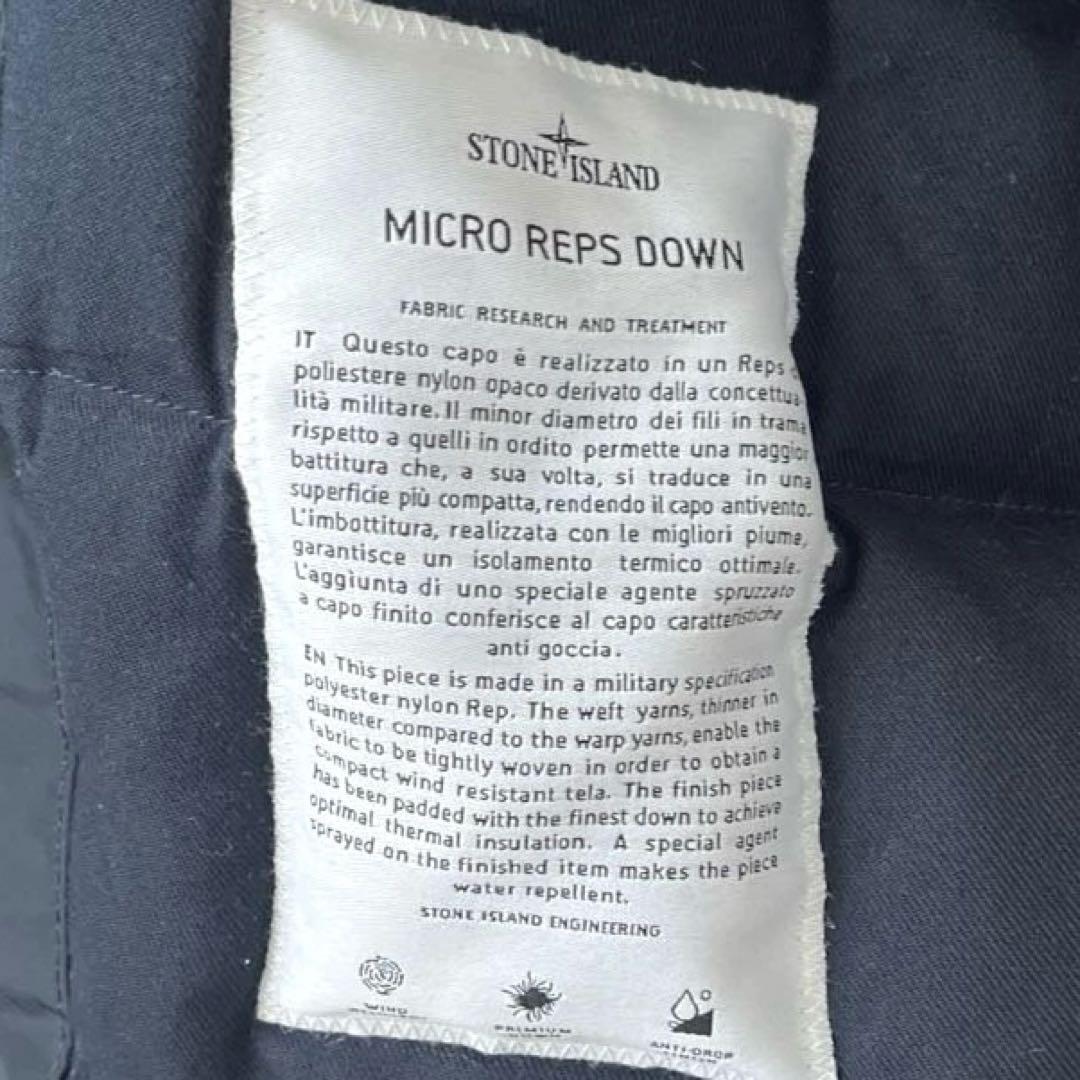 STONE ISLAND
MICRO REPS DOWN
FABRIC RESEARCH AND TREATMENT
IT Questo capo è realizzato in un Reps
poliestere nylon opaco derivato dalla concettua
lità militare. Il minor diametro dei fili in trama
rispetto a quelli in ordito permette una maggior
battitura che, a sua volta, si traduce in una
superficie più compatta, rendendo il capo antivento.
L'imbottitura, realizzata con le migliori piume,
garantisce un isolamento termico ottimale.
L'aggiunta di uno speciale agente spruzzato
a capo finito conferisce al capo caratteristiche
anti goccia.
EN This piece is made in a military specification
polyester nylon Rep. The weft yarns, thinner in
diameter compared to the warp yarns, enable the
fabric to be tightly woven in order to obtain a
compact wind resistant tela. The finish piece
has been padded with the finest down to achieve
optimal thermal insulation. A special agent
sprayed on the finished item makes the piece
water repellent.
STONE ISLAND ENGINEERING
WIND
PREMIUM
ANTI-DROP